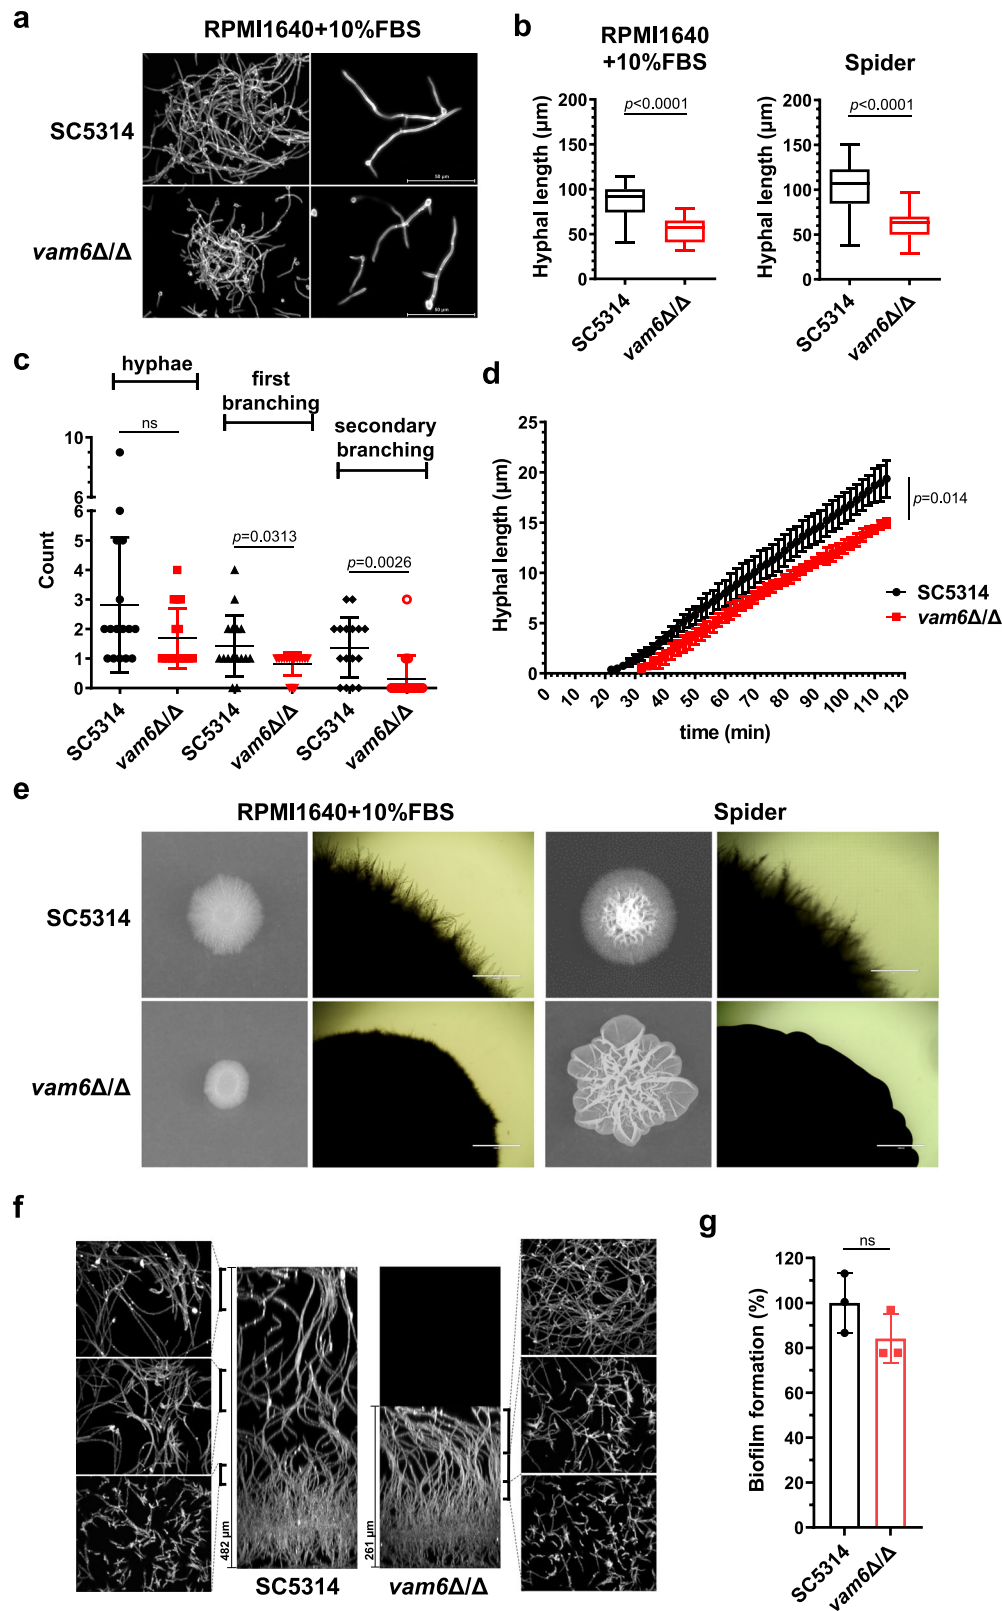 a
RPMI1640+10%FBS
SC5314
vam6Δ/Δ
50 μm
50 μm
b
RPMI1640
+10%FBS
Spider
Hyphal length (μm)
200
150
100
50
0
p<0.0001
SC5314
vam6Δ/Δ
Hyphal length (μm)
200
150
100
50
0
p<0.0001
SC5314
vam6Δ/Δ
c
hyphae
first
branching
secondary
branching
Count
10
6
6
5
4
3
2
1
0
ns
p=0.0313
p=0.0026
SC5314
vam6Δ/Δ
SC5314
vam6Δ/Δ
SC5314
vam6Δ/Δ
d
Hyphal length (μm)
25
20
15
10
5
0
p=0.014
SC5314
vam6Δ/Δ
0 10 20 30 40 50 60 70 80 90 100 110 120
time (min)
e
RPMI1640+10%FBS
Spider
SC5314
vam6Δ/Δ
f
482 μm
261 μm
SC5314
vam6Δ/Δ
g
Biofilm formation (%)
120
100
80
60
40
20
0
ns
SC5314
vam6Δ/Δ